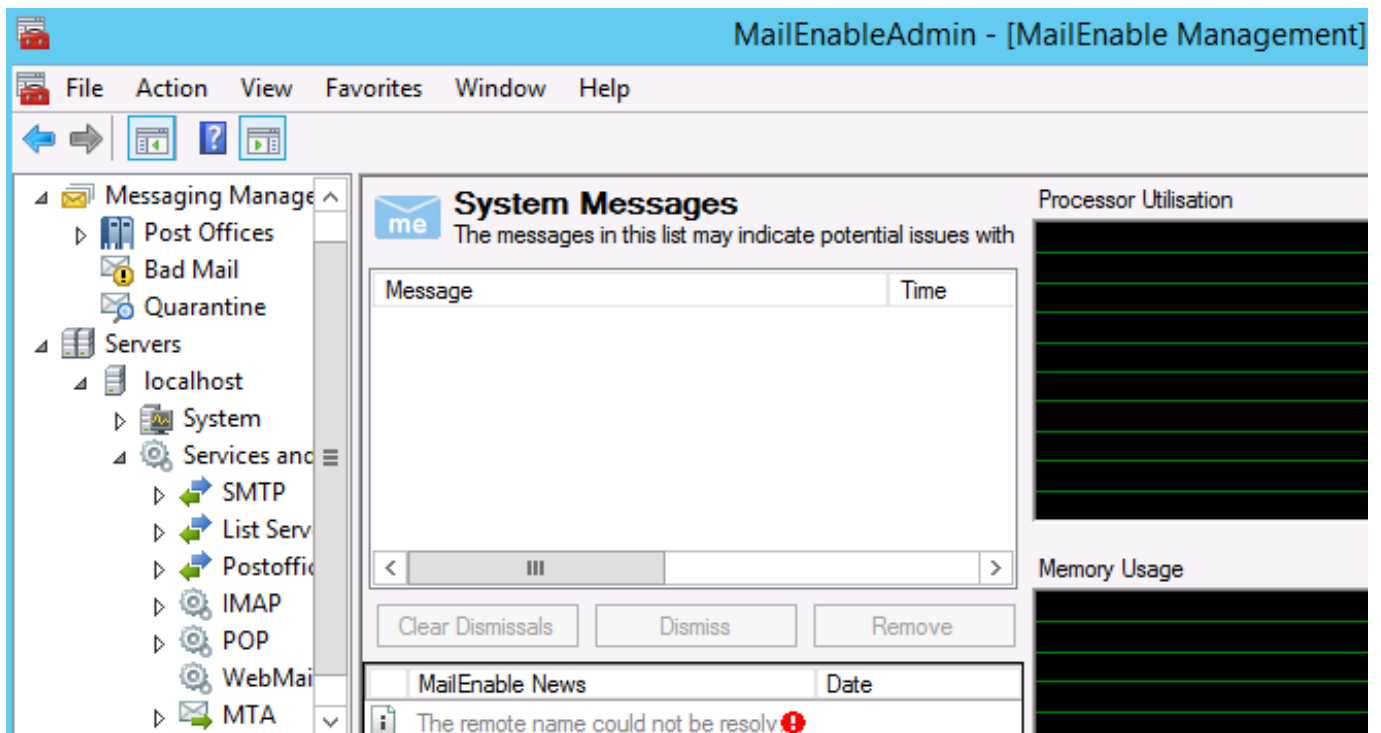 MailEnableAdmin - [MailEnable Management]
File Action View Favorites Window Help
Messaging Manage
Post Offices
Bad Mail
Quarantine
Servers
localhost
System
Services and
SMTP
List Serv
Postoffic
IMAP
POP
WebMai
MTA
me
System Messages
The messages in this list may indicate potential issues with
Message Time
Clear Dismissals Dismiss Remove
MailEnable News Date
The remote name could not be resolv
Processor Utilisation
Memory Usage